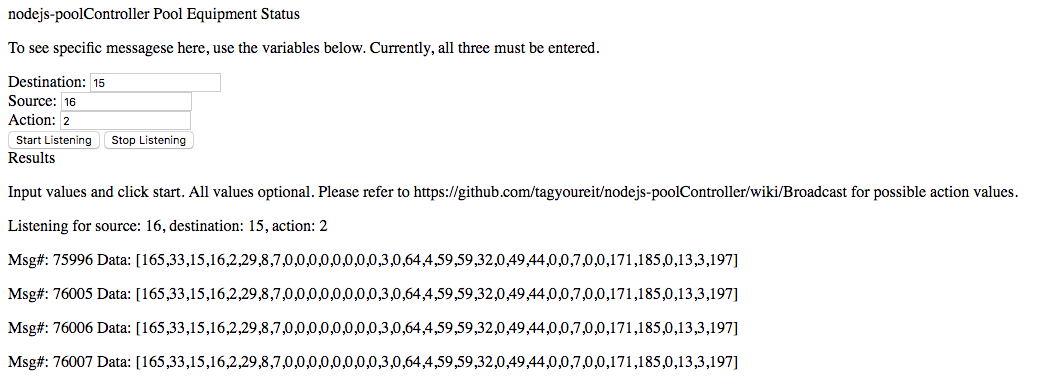 nodejs-poolController Pool Equipment Status
To see specific messagese here, use the variables below. Currently, all three must be entered.
Destination: 15
Source: 16
Action: 2
Start Listening Stop Listening
Results
Input values and click start. All values optional. Please refer to https://github.com/tagyoureit/nodejs-poolController/wiki/Broadcast for possible action values.
Listening for source: 16, destination: 15, action: 2
Msg#: 75996 Data: [165,33,15,16,2,29,8,7,0,0,0,0,0,0,0,0,3,0,64,4,59,59,32,0,49,44,0,0,7,0,0,171,185,0,13,3,197]
Msg#: 76005 Data: [165,33,15,16,2,29,8,7,0,0,0,0,0,0,0,0,3,0,64,4,59,59,32,0,49,44,0,0,7,0,0,171,185,0,13,3,197]
Msg#: 76006 Data: [165,33,15,16,2,29,8,7,0,0,0,0,0,0,0,0,3,0,64,4,59,59,32,0,49,44,0,0,7,0,0,171,185,0,13,3,197]
Msg#: 76007 Data: [165,33,15,16,2,29,8,7,0,0,0,0,0,0,0,0,3,0,64,4,59,59,32,0,49,44,0,0,7,0,0,171,185,0,13,3,197]